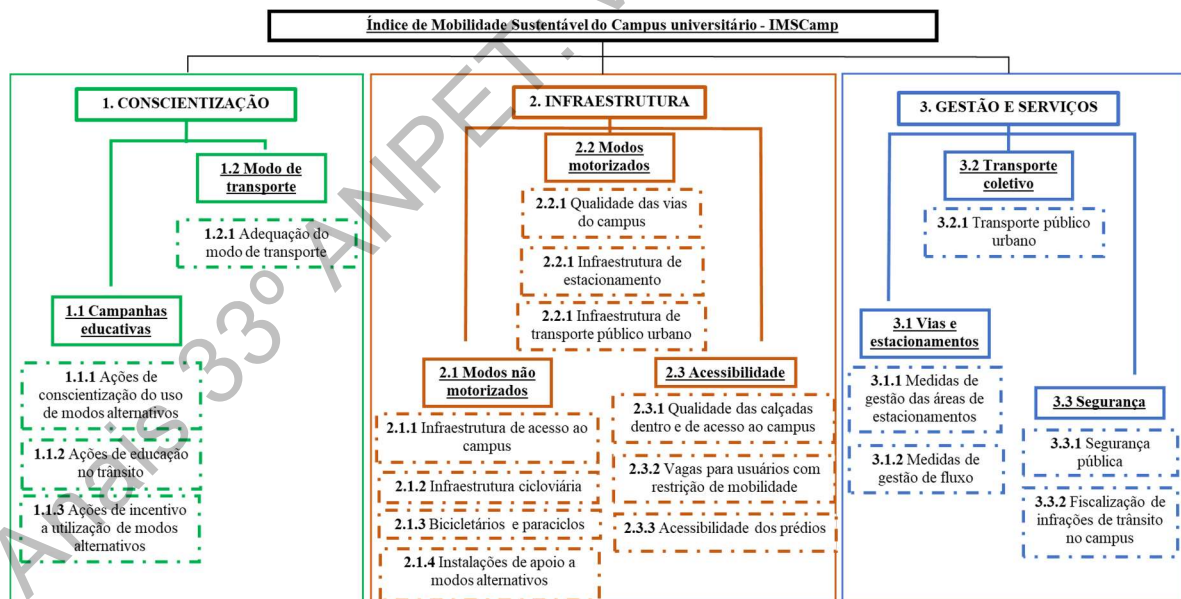 Índice de Mobilidade Sustentável do Campus universitário - IMSCamp
1. CONSCIENTIZAÇÃO
1.2 Modo de
transporte
1.2.1 Adequação do
modo de transporte
1.1 Campanhas
educativas
1.1.1 Ações de
conscientização do uso
de modos alternativos
1.1.2 Ações de educação
no trânsito
1.1.3 Ações de incentivo
a utilização de modos
alternativos
2. INFRAESTRUTURA
2.2 Modos
motorizados
2.2.1 Qualidade das vias
do campus
2.2.1 Infraestrutura de
estacionamento
2.2.1 Infraestrutura de
transporte público urbano
2.1 Modos não
motorizados
2.1.1 Infraestrutura de acesso ao
campus
2.1.2 Infraestrutura cicloviária
2.1.3 Bicicletários e paraciclos
2.1.4 Instalações de apoio a
modos alternativos
2.3 Acessibilidade
2.3.1 Qualidade das calçadas
dentro e de acesso ao campus
2.3.2 Vagas para usuários com
restrição de mobilidade
2.3.3 Acessibilidade dos prédios
3. GESTÃO E SERVIÇOS
3.2 Transporte
coletivo
3.2.1 Transporte público
urbano
3.1 Vias e
estacionamentos
3.1.1 Medidas de
gestão das áreas de
estacionamentos
3.1.2 Medidas de
gestão de fluxo
3.3 Segurança
3.3.1 Segurança
pública
3.3.2 Fiscalização de
infrações de trânsito
no campus
Anais 33º ANPET.